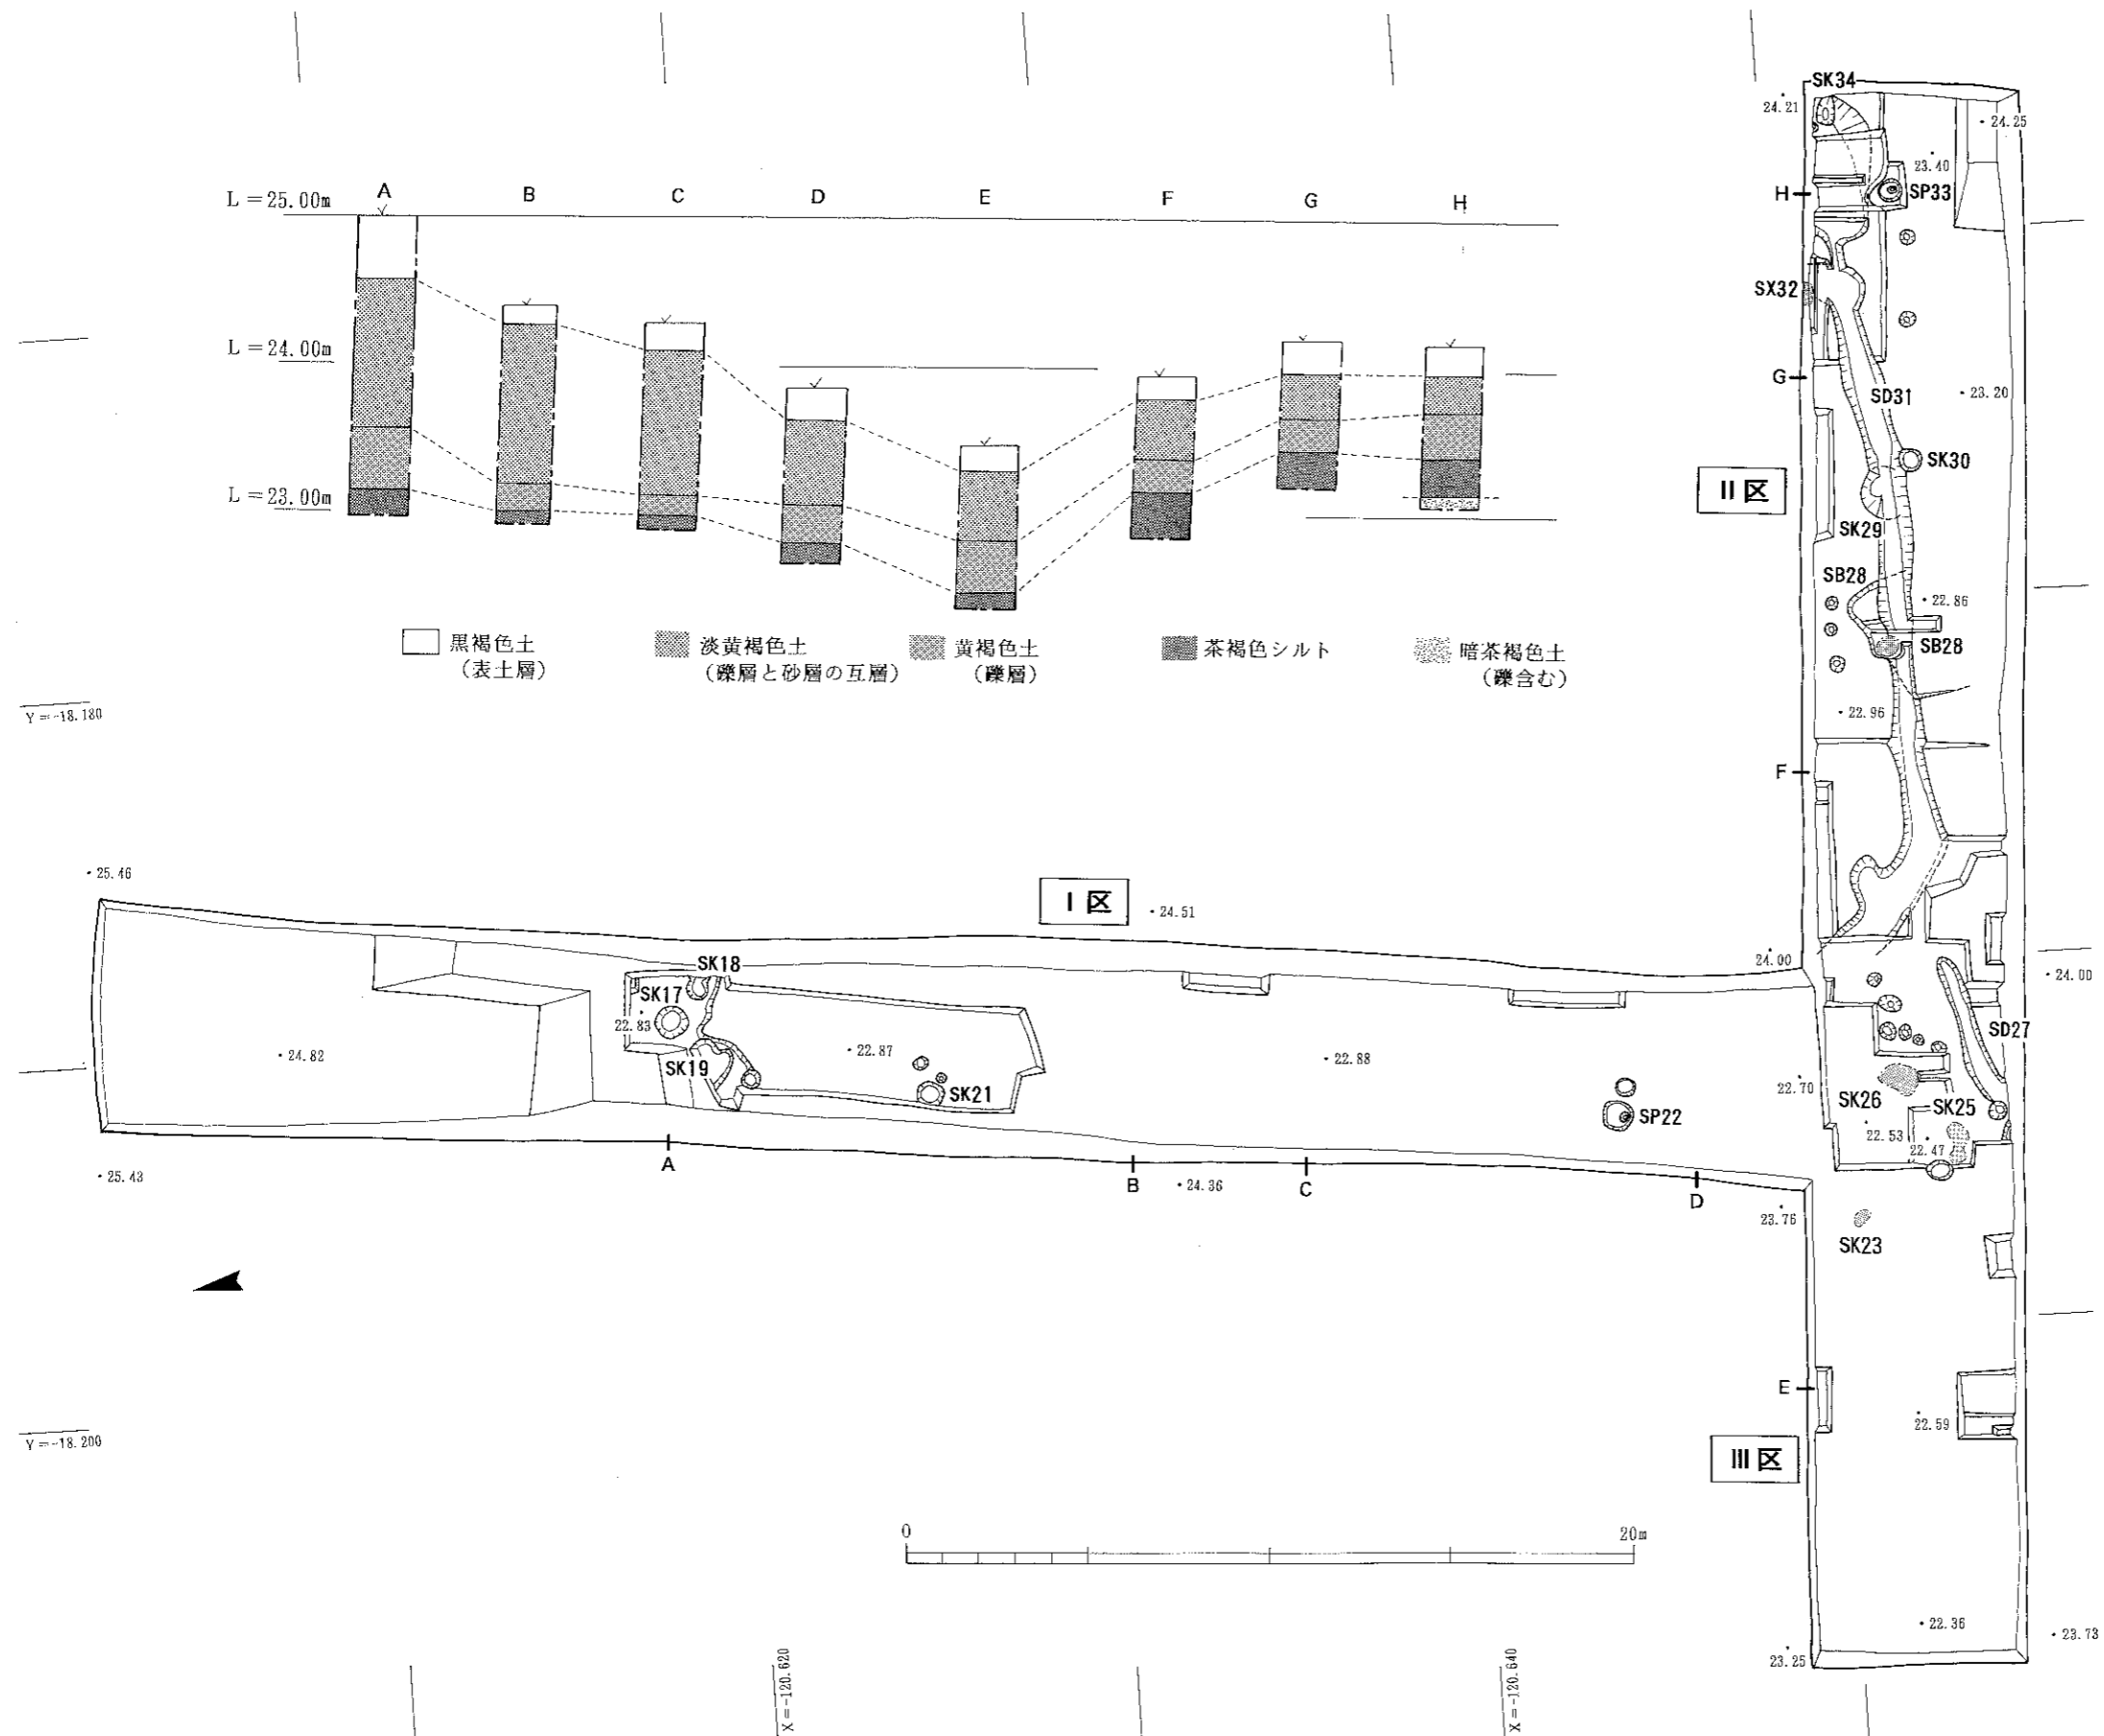 SK34
24.21
24.25
23.40
H
SP33
L=25.00m
A
B
C
D
E
F
G
H
SX32
L=24.00m
G
SD31
23.20
SK30
II区
L=23.00m
SK29
SB28
22.86
SB28
黒褐色土
(表土層)
淡黄褐色土
(礫層と砂層の互層)
黄褐色土
(礫層)
茶褐色シルト
暗茶褐色土
(礫含む)
Y=-18.180
22.96
F
25.46
I区
24.51
24.00
24.00
SK18
SK17
22.83
SK19
24.82
22.87
SK21
22.88
SP22
22.70
SD27
SK26
SK25
22.53
22.47
A
B
C
D
25.43
24.36
23.76
SK23
E
22.59
Y=-18.200
III区
0
20m
22.36
23.73
23.25
X=-120.620
X=-120.640